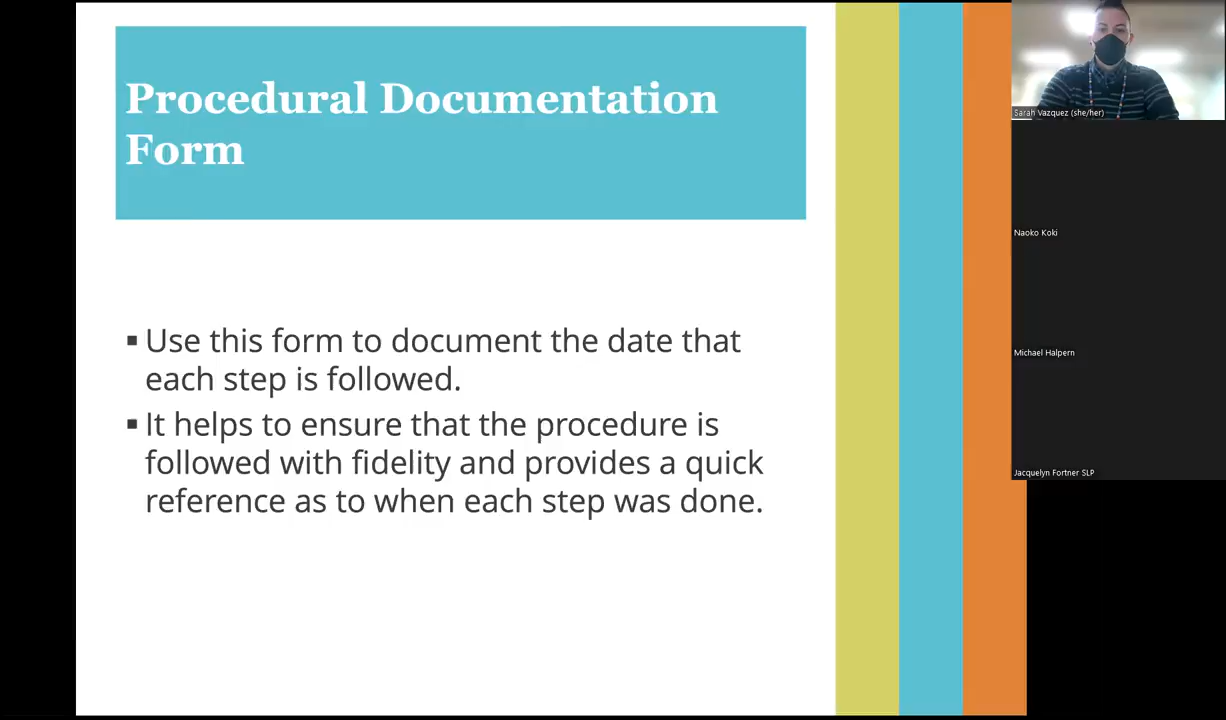 Procedural Documentation
Form
▪ Use this form to document the date that
each step is followed.
▪ It helps to ensure that the procedure is
followed with fidelity and provides a quick
reference as to when each step was done.
Sarah Vazquez (she/her)
Naoko Koki
Michael Halpern
Jacquelyn Fortner SLP